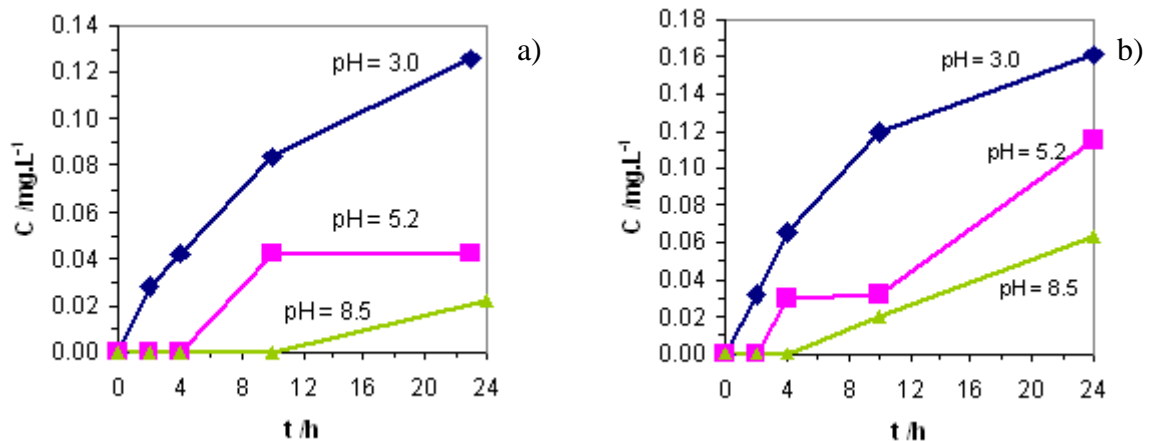 a)
0.14
0.12
0.10
0.08
0.06
0.04
0.02
0.00
C /mg.L⁻¹
pH = 3.0
pH = 5.2
pH = 8.5
0 4 8 12 16 20 24
t /h
b)
0.18
0.16
0.14
0.12
0.10
0.08
0.06
0.04
0.02
0.00
C /mg.L⁻¹
pH = 3.0
pH = 5.2
pH = 8.5
0 4 8 12 16 20 24
t /h